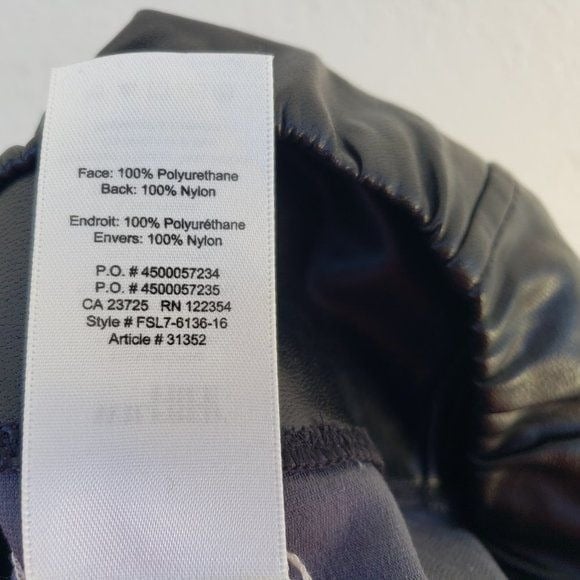 Face: 100% Polyurethane
Back: 100% Nylon
Endroit: 100% Polyuréthane
Envers: 100% Nylon
P.O. # 4500057234
P.O. # 4500057235
CA 23725 RN 122354
Style # FSL7-6136-16
Article # 31352